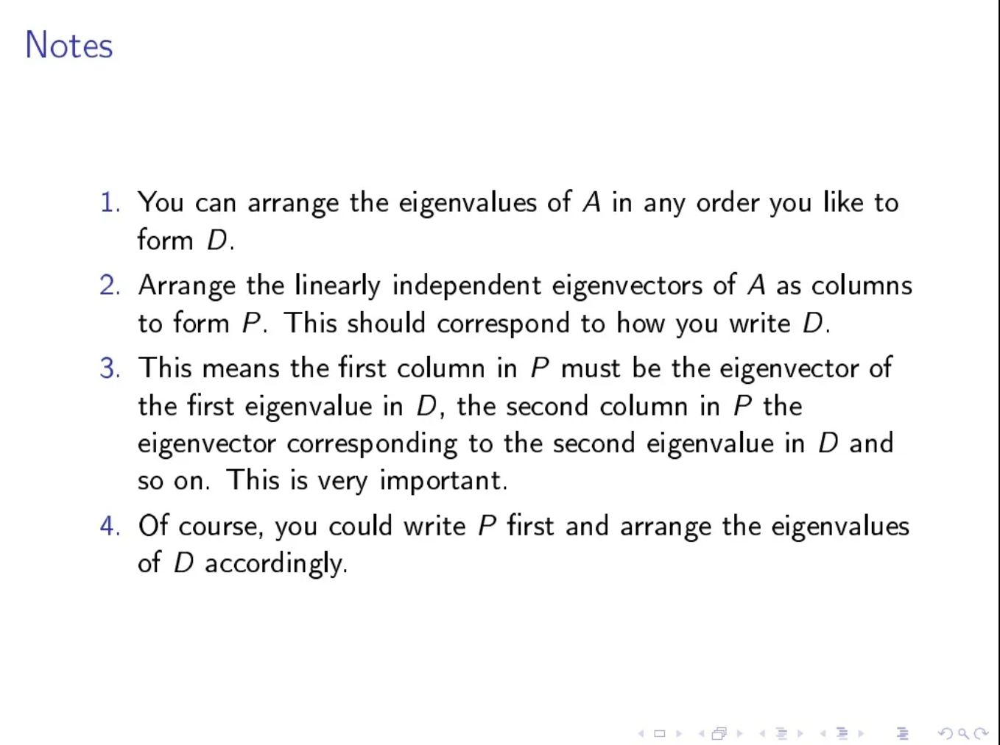 Notes
1. You can arrange the eigenvalues of A in any order you like to
form D.
2. Arrange the linearly independent eigenvectors of A as columns
to form P. This should correspond to how you write D.
3. This means the first column in P must be the eigenvector of
the first eigenvalue in D, the second column in P the
eigenvector corresponding to the second eigenvalue in D and
so on. This is very important.
4. Of course, you could write P first and arrange the eigenvalues
of D accordingly.